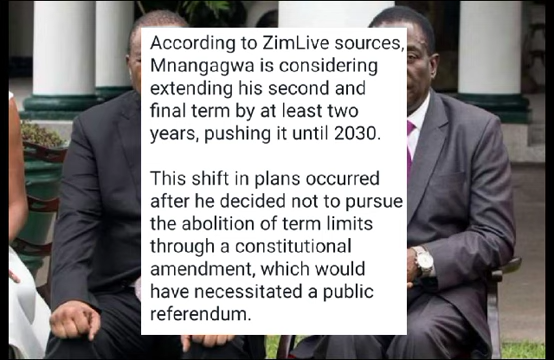 According to ZimLive sources,
Mnangagwa is considering
extending his second and
final term by at least two
years, pushing it until 2030.
This shift in plans occurred
after he decided not to pursue
the abolition of term limits
through a constitutional
amendment, which would
have necessitated a public
referendum.